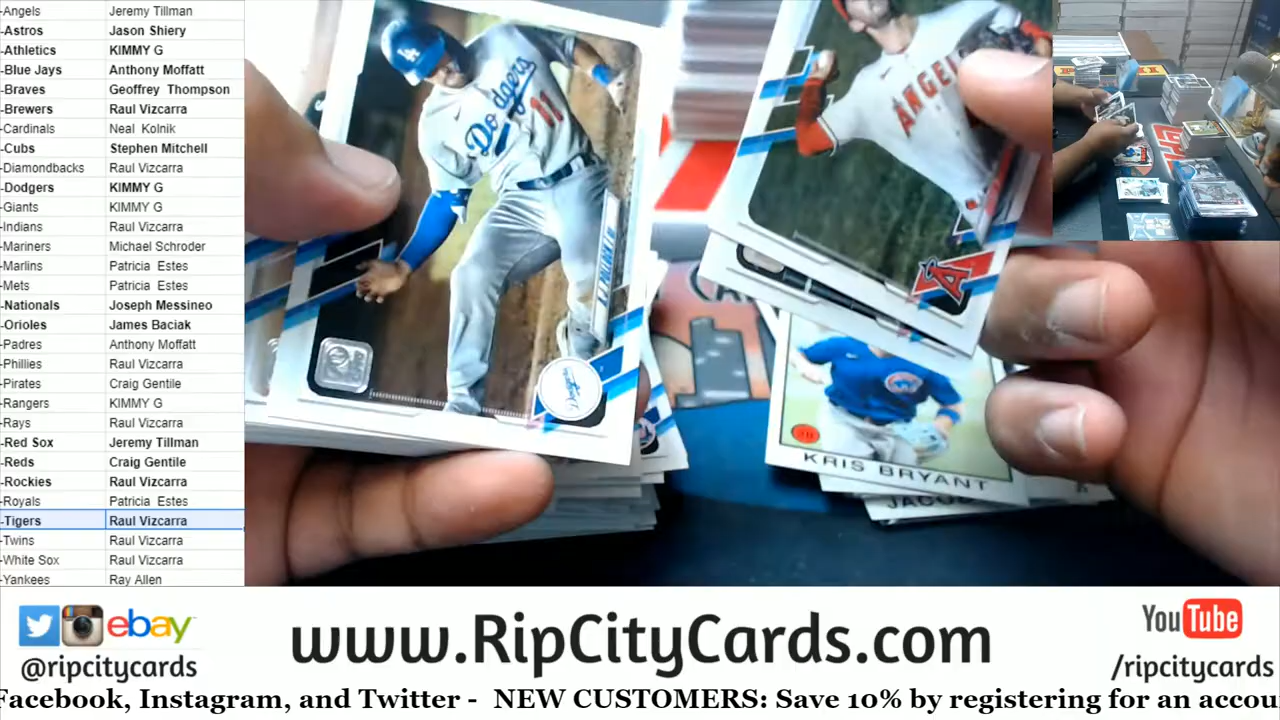 -Angels Jeremy Tillman
-Astros Jason Shiery
-Athletics KIMMY G
-Blue Jays Anthony Moffatt
-Braves Geoffrey Thompson
-Brewers Raul Vizcarra
-Cardinals Neal Kolnik
-Cubs Stephen Mitchell
-Diamondbacks Raul Vizcarra
-Dodgers KIMMY G
-Giants KIMMY G
-Indians Raul Vizcarra
-Mariners Michael Schroder
-Marlins Patricia Estes
-Mets Patricia Estes
-Nationals Joseph Messineo
-Orioles James Baciak
-Padres Anthony Moffatt
-Phillies Raul Vizcarra
-Pirates Craig Gentile
-Rangers KIMMY G
-Rays Raul Vizcarra
-Red Sox Jeremy Tillman
-Reds Craig Gentile
-Rockies Raul Vizcarra
-Royals Patricia Estes
-Tigers Raul Vizcarra
-Twins Raul Vizcarra
-White Sox Raul Vizcarra
-Yankees Ray Allen
Dodgers
11
ANGEL
A
KRIS BRYANT
JACO
ebay
@ripcitycards
www.RipCityCards.com
YouTube
/ripcitycards
Facebook, Instagram, and Twitter - NEW CUSTOMERS: Save 10% by registering for an accou